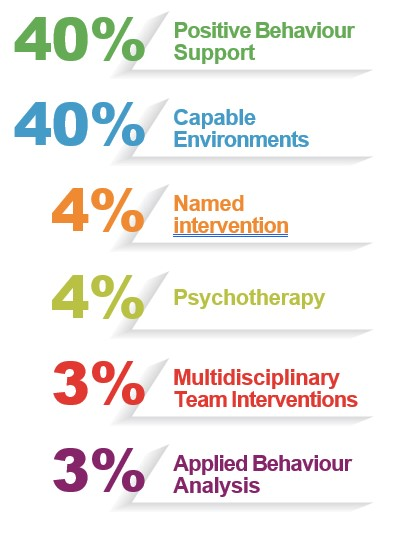 40% Positive Behaviour
Support
40% Capable
Environments
4% Named
intervention
4% Psychotherapy
3% Multidisciplinary
Team Interventions
3% Applied Behaviour
Analysis